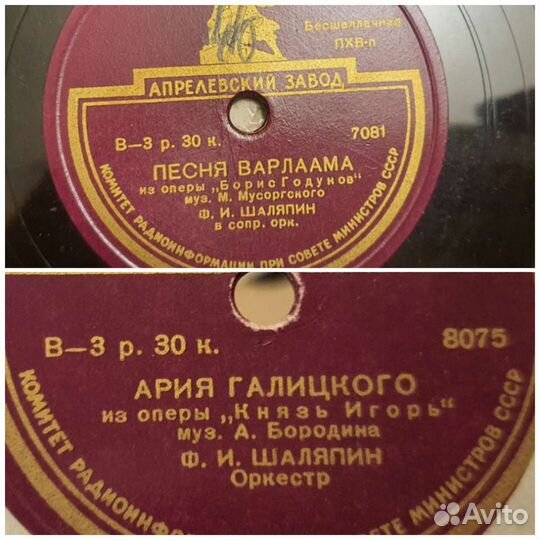 Бесшеллачная
ПХВ-п
АПРЕЛЕВСКИЙ ЗАВОД
В—3 р. 30 к.
7081
ПЕСНЯ ВАРЛААМА
из оперы „Борис Годунов“
муз. М. Мусоргского
Ф. И. ШАЛЯПИН
в сопр. орк.
КОМИТЕТ РАДИОИНФОРМАЦИИ ПРИ СОВЕТЕ МИНИСТРОВ СССР
В—3 р. 30 к.
8075
АРИЯ ГАЛИЦКОГО
из оперы „Князь Игорь“
муз. А. Бородина
Ф. И. ШАЛЯПИН
Оркестр
КОМИТЕТ РАДИОИНФОРМАЦИИ
МИНИСТРОВ СССР
Avito